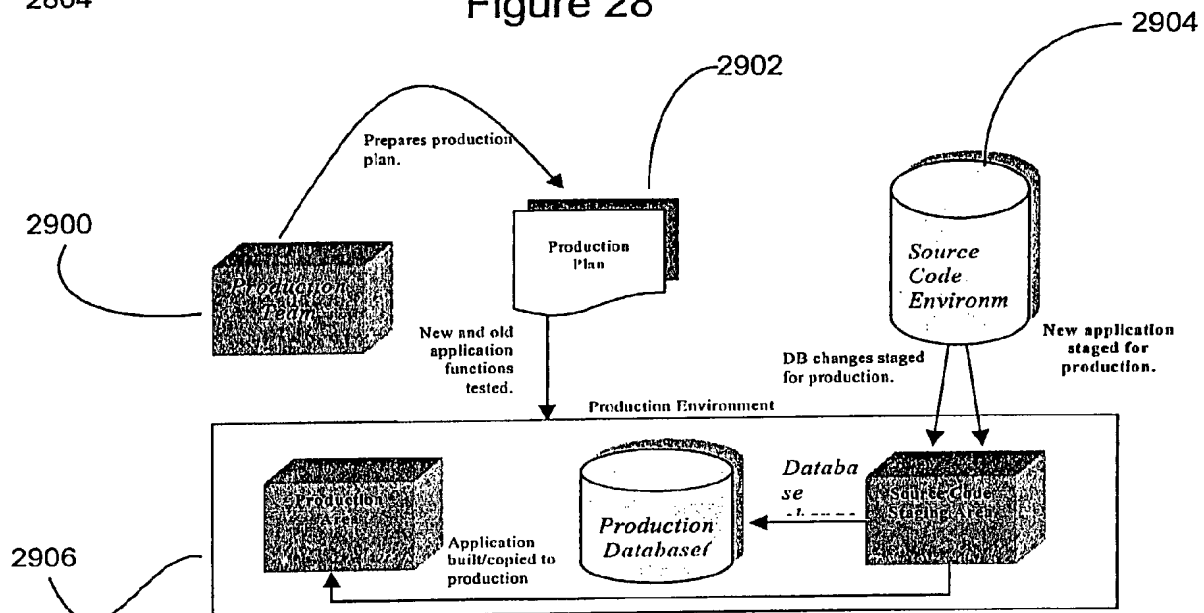 2804
Figure 28
2904
2902
Prepares production
plan.
2900
Production
Team
Production
Plan
Source
Code
Environm
New and old
application
functions
tested.
DB changes staged
for production.
New application
staged for
production.
Production Environment
Production
Area
Production
Database(
Databa
se
Source Code
Staging Area
2906
Application
built/copied to
production